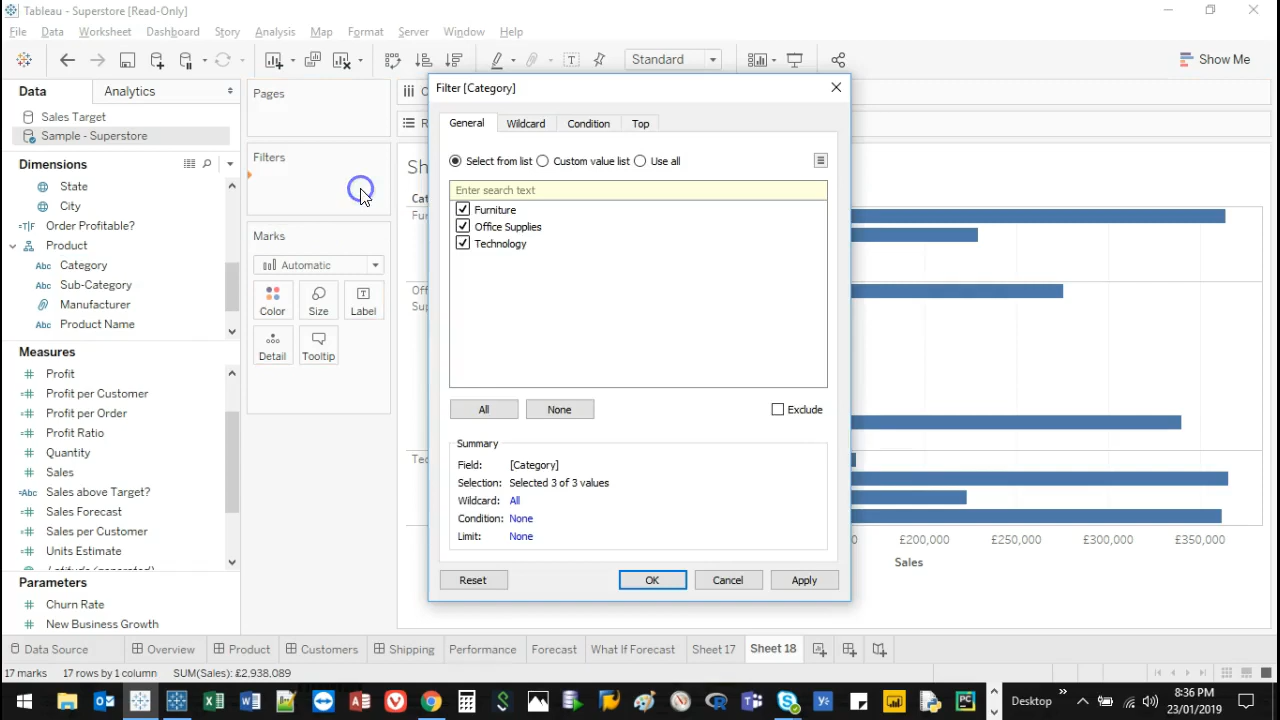 Tableau - Superstore [Read-Only]
File Data Worksheet Dashboard Story Analysis Map Format Server Window Help
Standard
Show Me
Data
Analytics
Sales Target
Sample - Superstore
Dimensions
State
City
=T|F Order Profitable?
Product
Abc Category
Abc Sub-Category
Manufacturer
Abc Product Name
Measures
# Profit
=# Profit per Customer
=# Profit per Order
=# Profit Ratio
# Quantity
# Sales
=Abc Sales above Target?
=# Sales Forecast
=# Sales per Customer
=# Units Estimate
Parameters
# Churn Rate
# New Business Growth
Pages
Filters
Marks
Automatic
Color
Size
Label
Detail
Tooltip
Filter [Category]
General
Wildcard
Condition
Top
Select from list
Custom value list
Use all
Enter search text
Furniture
Office Supplies
Technology
All
None
Exclude
Summary
Field: [Category]
Selection: Selected 3 of 3 values
Wildcard: All
Condition: None
Limit: None
Reset
OK
Cancel
Apply
£200,000
£250,000
£300,000
£350,000
Sales
Data Source
Overview
Product
Customers
Shipping
Performance
Forecast
What If Forecast
Sheet 17
Sheet 18
17 marks
17 rows by 1 column
SUM(Sales): £2,938,089
Desktop
8:36 PM
23/01/2019